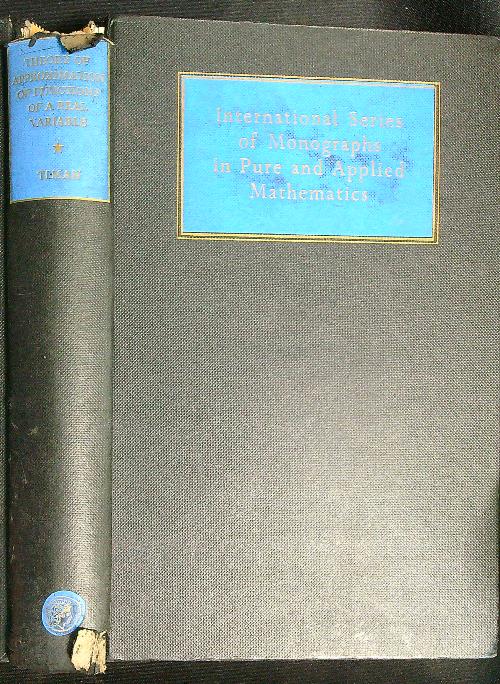 THEORY OF
APPROXIMATION
OF FUNCTIONS
OF A REAL
VARIABLE
TIMAN
International Series
of Monographs
in Pure and Applied
Mathematics